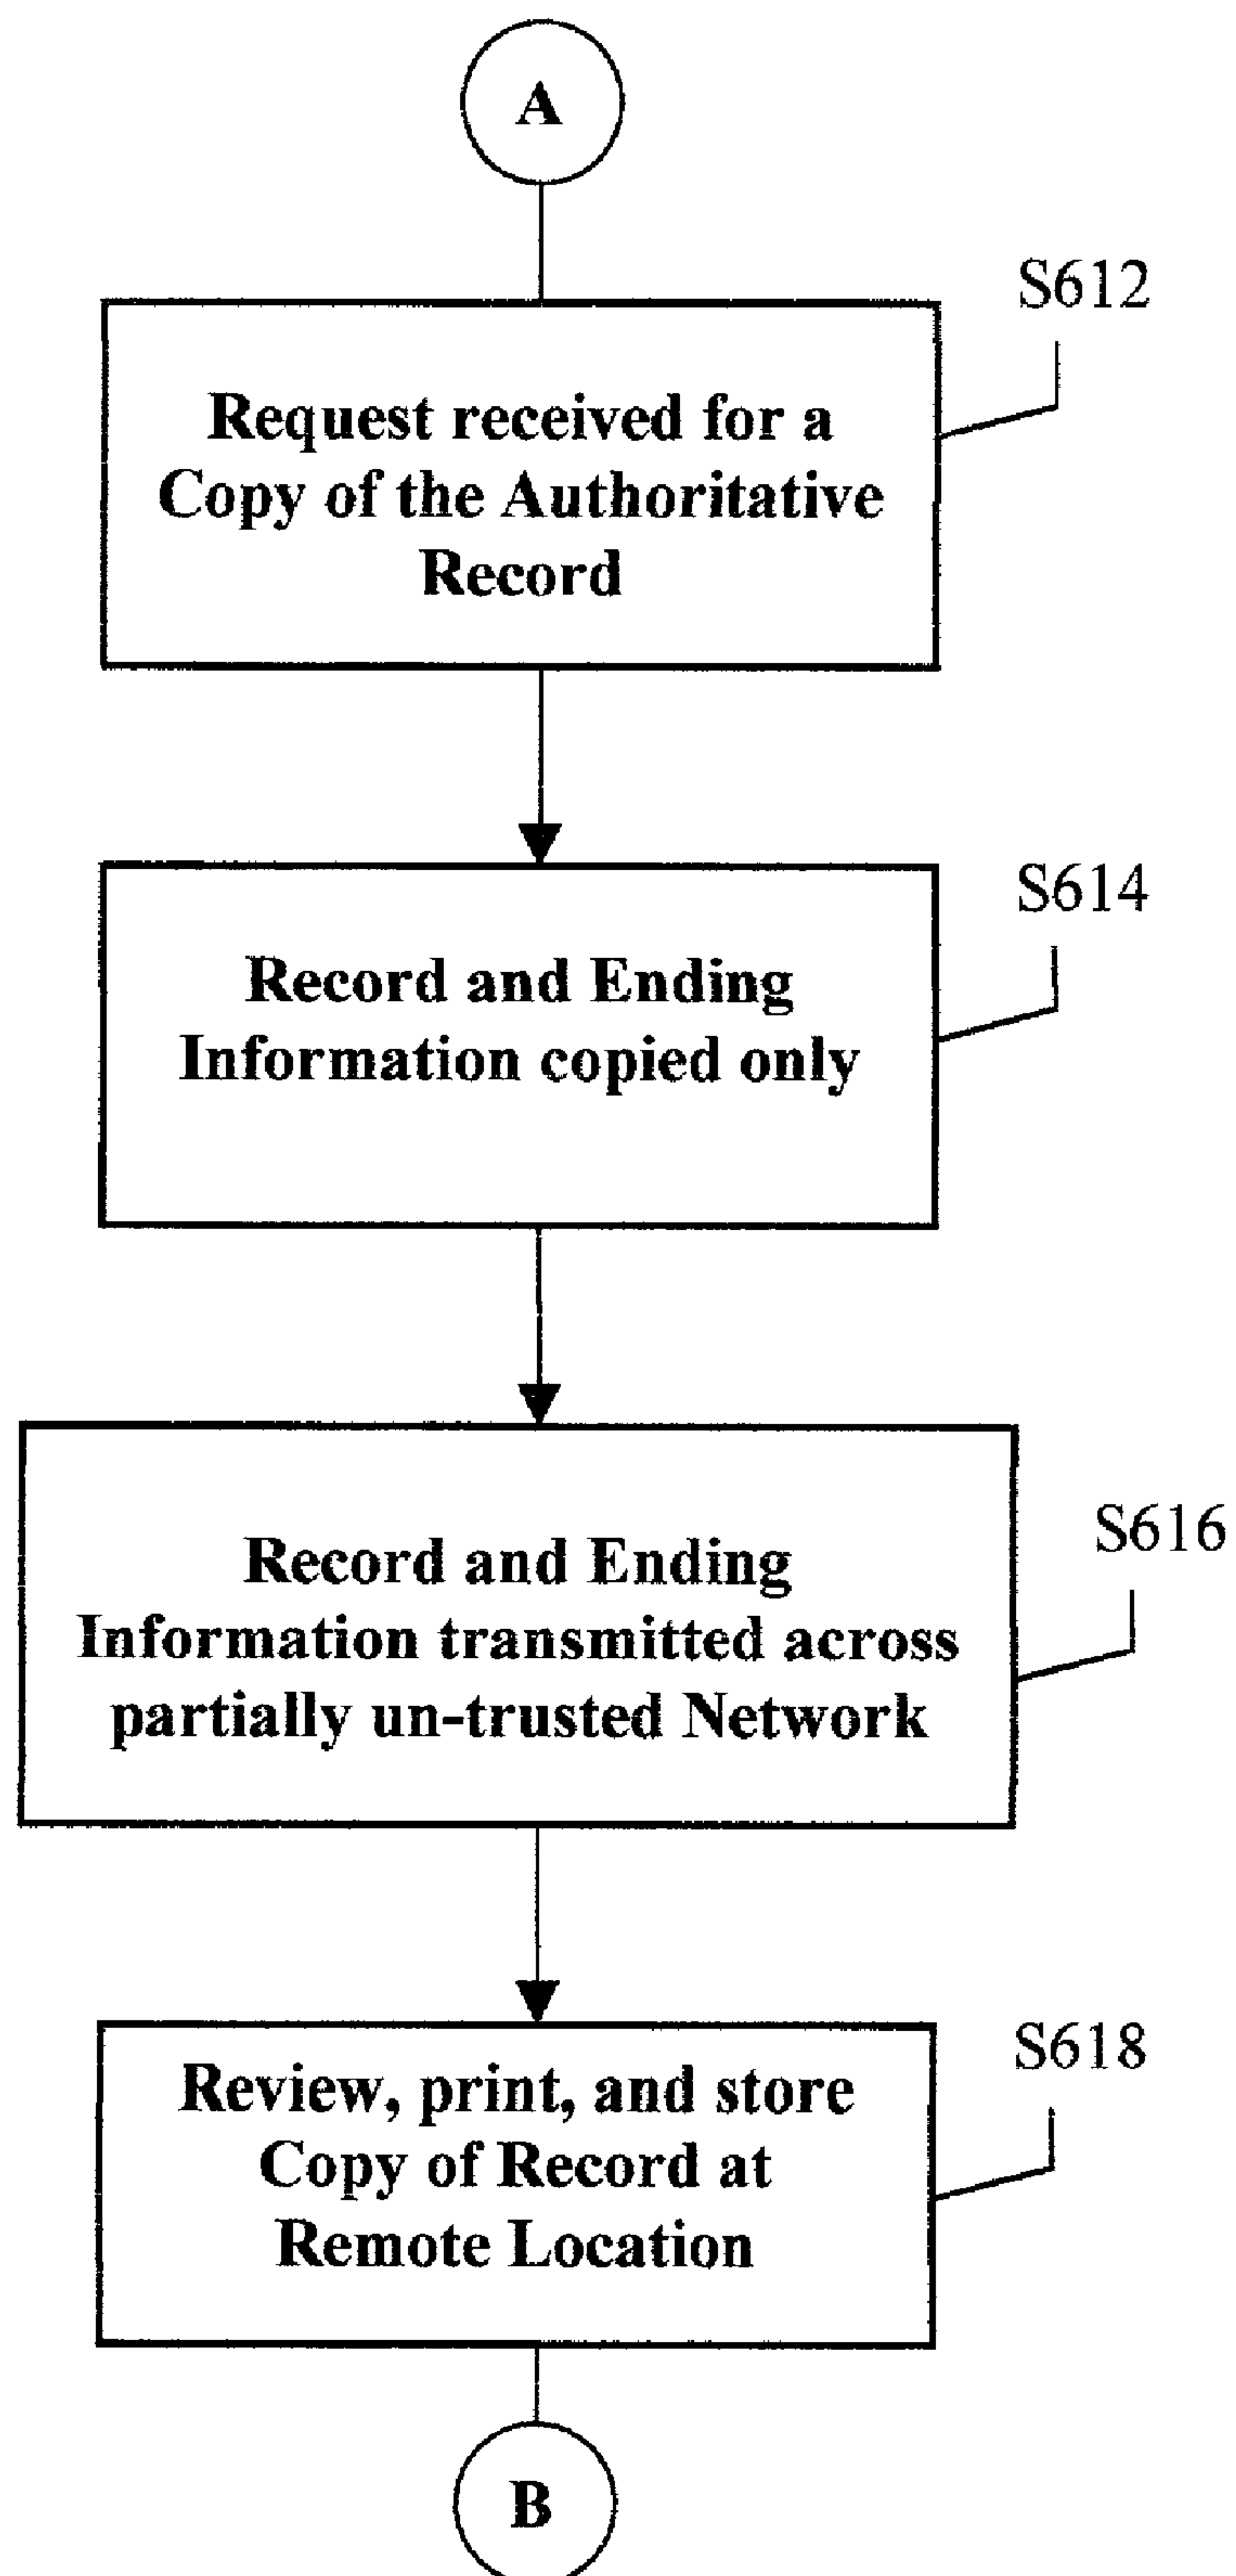 A
S612
Request received for a
Copy of the Authoritative
Record
S614
Record and Ending
Information copied only
S616
Record and Ending
Information transmitted across
partially un-trusted Network
S618
Review, print, and store
Copy of Record at
Remote Location
B